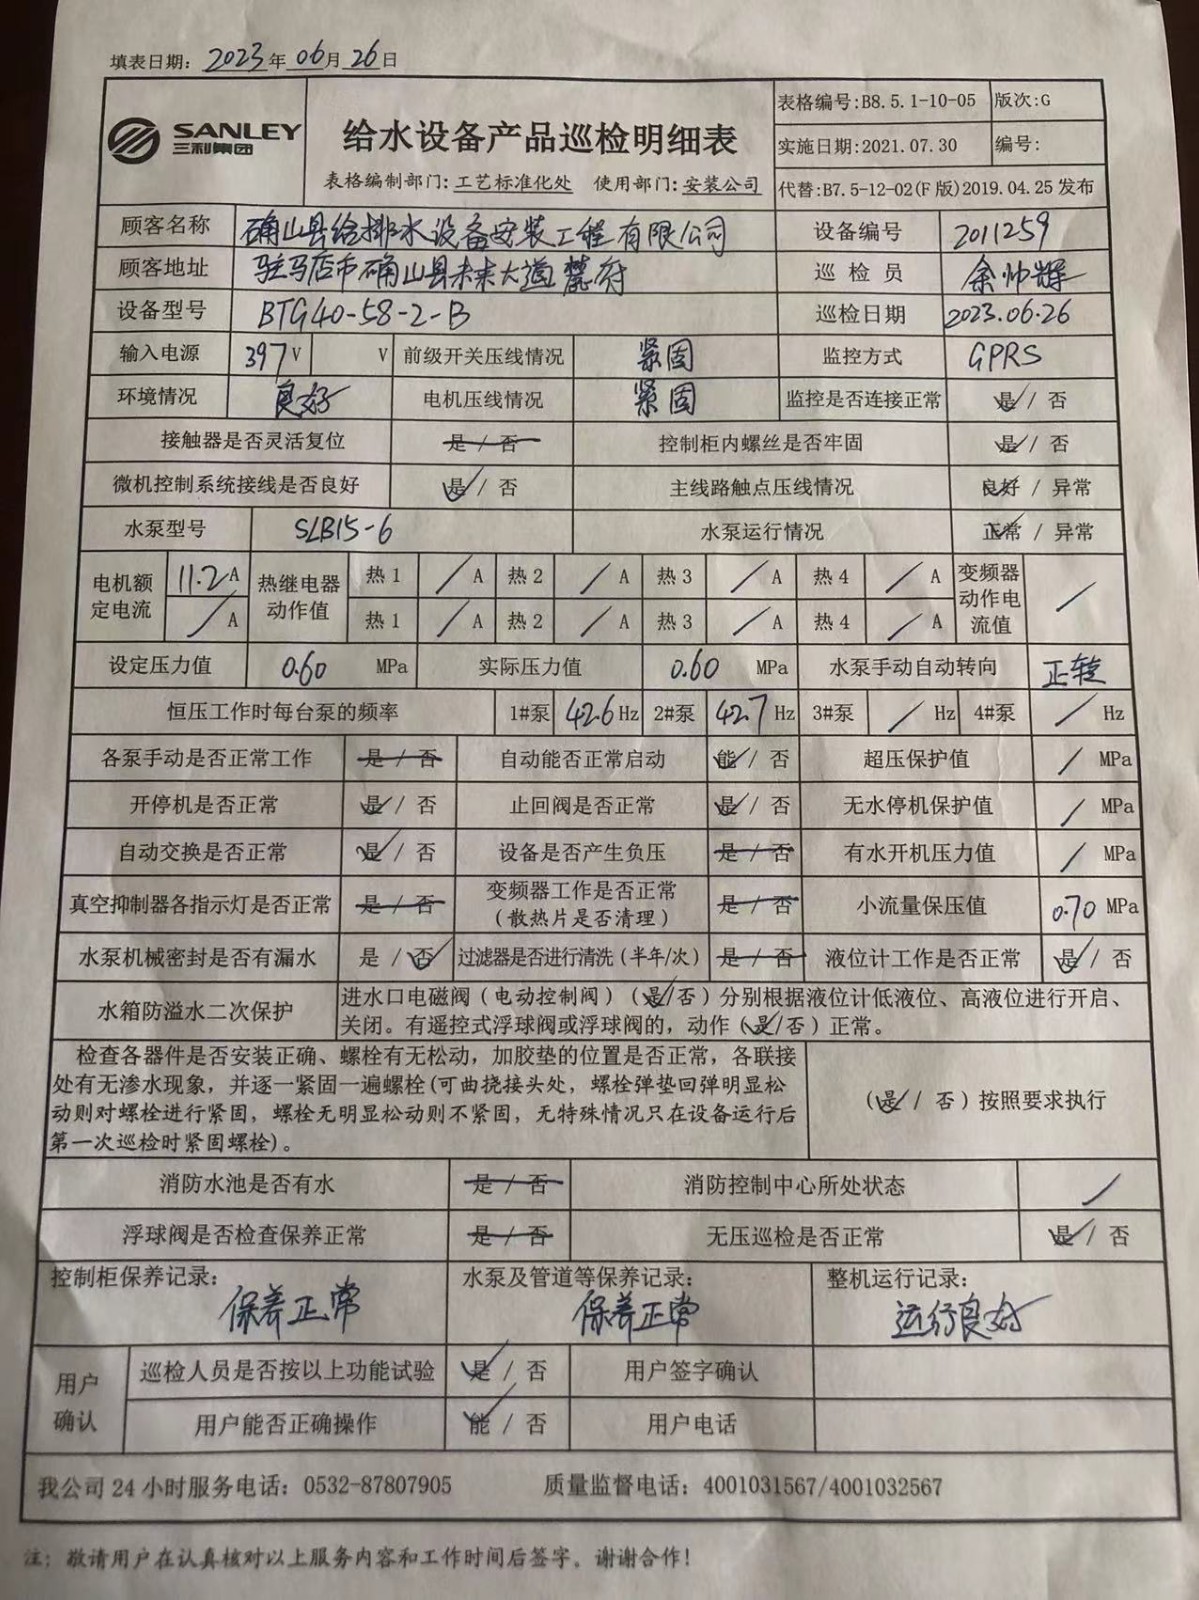 填表日期：2023年06月26日
SANLEY 三利集团
给水设备产品巡检明细表
表格编制部门:工艺标准化处 使用部门:安装公司
表格编号:B8.5.1-10-05 版次:G
实施日期:2021.07.30 编号:
代替:B7.5-12-02(F版)2019.04.25发布
顾客名称 确山县给排水设备安装工程有限公司 设备编号 2011259
顾客地址 驻马店市确山县未来大道麓府 巡检员 余帅辉
设备型号 BTG40-58-2-B 巡检日期 2023.06.26
输入电源 397V V 前级开关压线情况 紧固 监控方式 GPRS
环境情况 良好 电机压线情况 紧固 监控是否连接正常 是/否
接触器是否灵活复位 是/否 控制柜内螺丝是否牢固 是/否
微机控制系统接线是否良好 是/否 主线路触点压线情况 良好/异常
水泵型号 SLB15-6 水泵运行情况 正常/异常
电机额定电流 11.2A 热继电器动作值 热1 /A 热2 /A 热3 /A 热4 /A 变频器动作电流值 /
/A 热1 /A 热2 /A 热3 /A 热4 /A
设定压力值 0.60 MPa 实际压力值 0.60 MPa 水泵手动自动转向 正转
恒压工作时每台泵的频率 1#泵 42.6Hz 2#泵 42.7Hz 3#泵 /Hz 4#泵 /Hz
各泵手动是否正常工作 是/否 自动能否正常启动 能/否 超压保护值 / MPa
开停机是否正常 是/否 止回阀是否正常 是/否 无水停机保护值 / MPa
自动交换是否正常 是/否 设备是否产生负压 是/否 有水开机压力值 / MPa
真空抑制器各指示灯是否正常 是/否 变频器工作是否正常(散热片是否清理) 是/否 小流量保压值 0.70 MPa
水泵机械密封是否有漏水 是/否 过滤器是否进行清洗(半年/次) 是/否 液位计工作是否正常 是/否
水箱防溢水二次保护 进水口电磁阀(电动控制阀)(是/否)分别根据液位计低液位、高液位进行开启、
关闭。有遥控式浮球阀或浮球阀的，动作(是/否)正常。
检查各器件是否安装正确、螺栓有无松动，加胶垫的位置是否正常，各联接
处有无渗水现象，并逐一紧固一遍螺栓(可曲挠接头处，螺栓弹垫回弹明显松
动则对螺栓进行紧固，螺栓无明显松动则不紧固，无特殊情况只在设备运行后
第一次巡检时紧固螺栓)。
(是/否)按照要求执行
消防水池是否有水 是/否 消防控制中心所处状态 /
浮球阀是否检查保养正常 是/否 无压巡检是否正常 是/否
控制柜保养记录： 水泵及管道等保养记录： 整机运行记录：
保养正常 保养正常 运行良好
用户确认 巡检人员是否按以上功能试验 是/否 用户签字确认
用户能否正确操作 能/否 用户电话
我公司24小时服务电话：0532-87807905 质量监督电话：4001031567/4001032567
注：敬请用户在认真核对以上服务内容和工作时间后签字。谢谢合作！